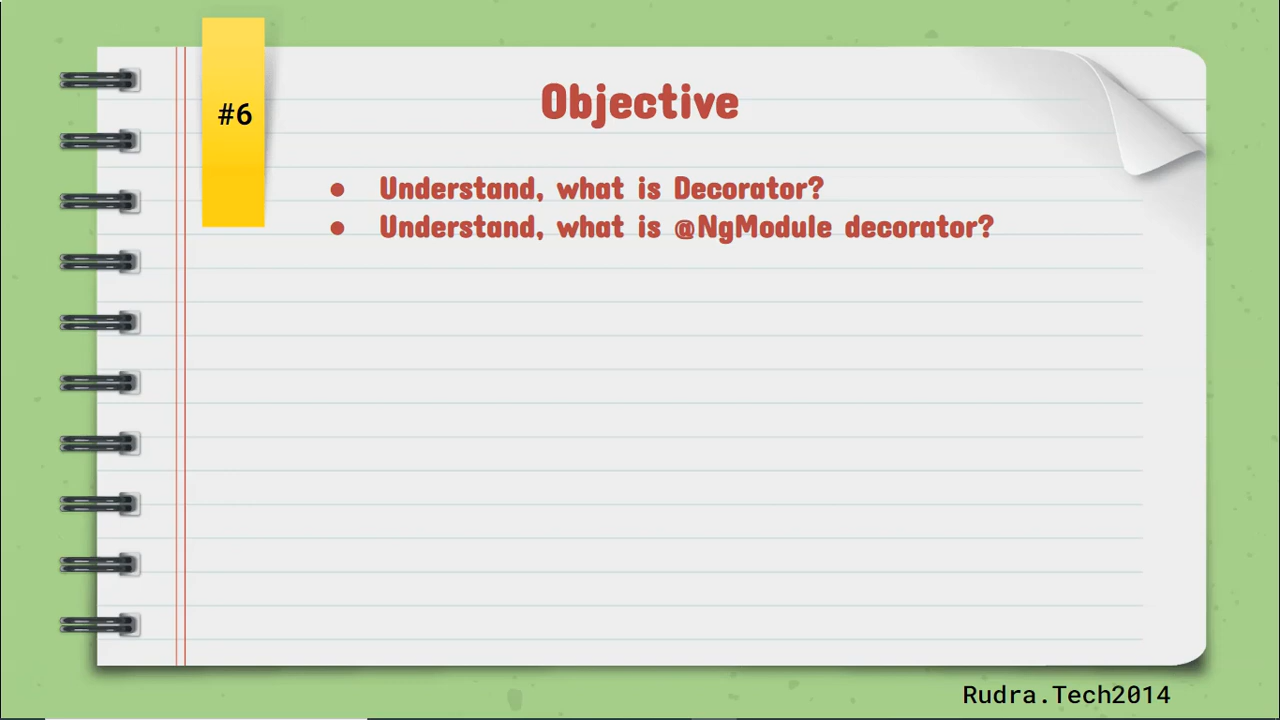 #6
Objective
● Understand, what is Decorator?
● Understand, what is @NgModule decorator?
Rudra.Tech2014